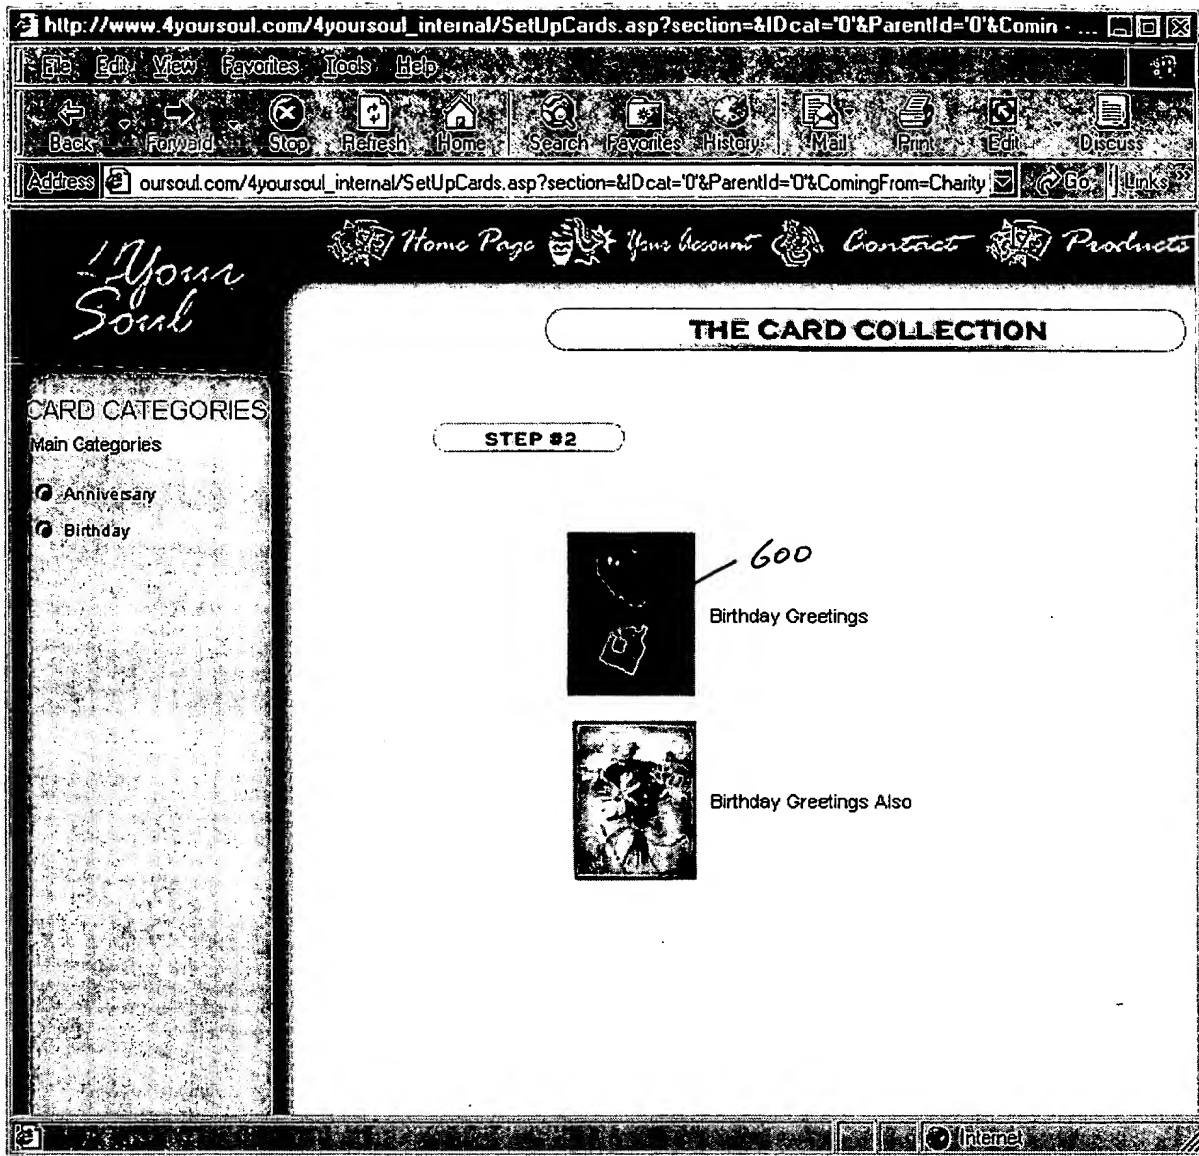 http://www.4yoursoul.com/4yoursoul_internal/SetUpCards.asp?section=&IDcat='0'&ParentId='0'&Comin - ...
File Edit View Favorites Tools Help
Back Forward Stop Refresh Home Search Favorites History Mail Print Edit Discuss
Address oursoul.com/4yoursoul_internal/SetUpCards.asp?section=&IDcat='0'&ParentId='0'&ComingFrom=Charity Go Links »
4 Your Soul
Home Page Your Account Contact Products
THE CARD COLLECTION
CARD CATEGORIES
Main Categories
Anniversary
Birthday
STEP #2
600
Birthday Greetings
Birthday Greetings Also
Internet